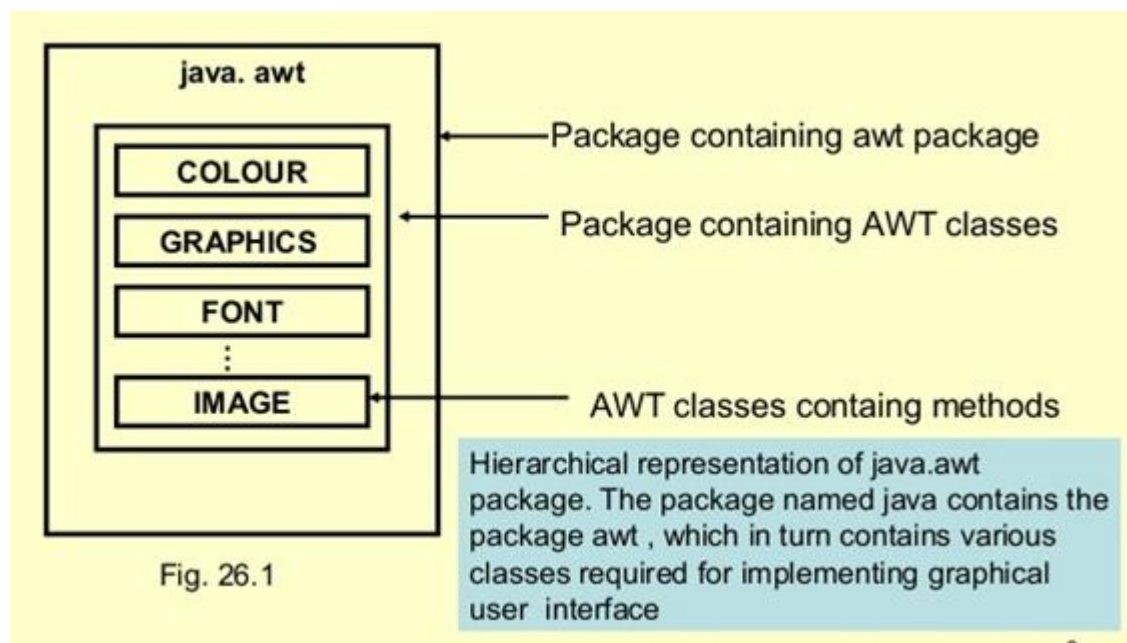 java. awt
COLOUR
GRAPHICS
FONT
IMAGE
Package containing awt package
Package containing AWT classes
AWT classes containg methods
Hierarchical representation of java.awt
package. The package named java contains the
package awt , which in turn contains various
classes required for implementing graphical
user interface
Fig. 26.1